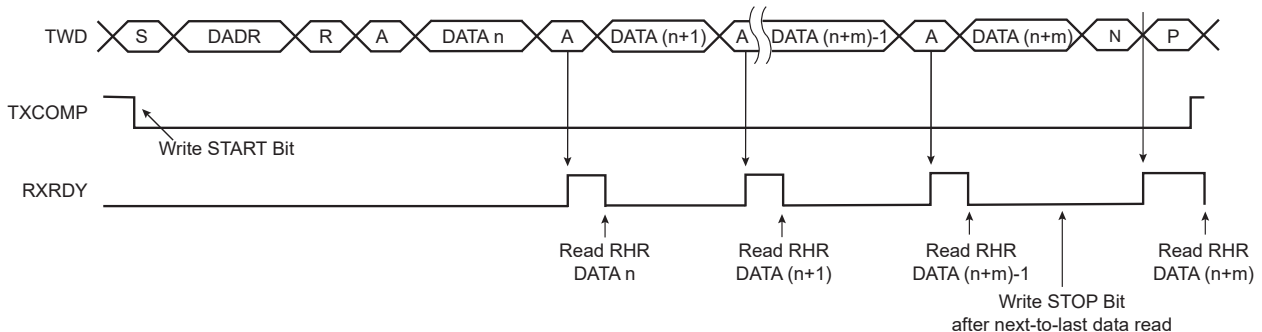 TWD S DADR R A DATA n A DATA (n+1) A DATA (n+m)-1 A DATA (n+m) N P
TXCOMP
Write START Bit
RXRDY
Read RHR Read RHR Read RHR Read RHR
DATA n DATA (n+1) DATA (n+m)-1 DATA (n+m)
Write STOP Bit
after next-to-last data read